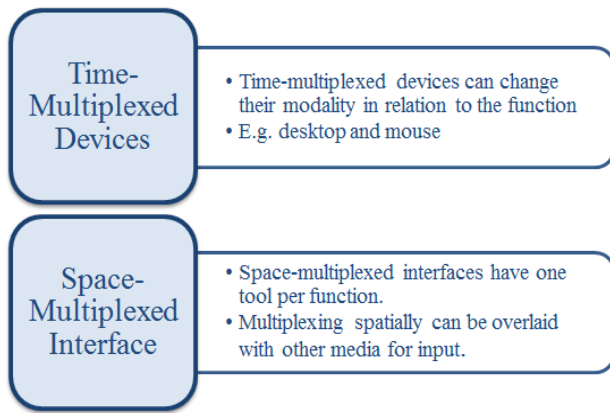 Time-
Multiplexed
Devices
• Time-multiplexed devices can change
their modality in relation to the function
• E.g. desktop and mouse
Space-
Multiplexed
Interface
• Space-multiplexed interfaces have one
tool per function.
• Multiplexing spatially can be overlaid
with other media for input.